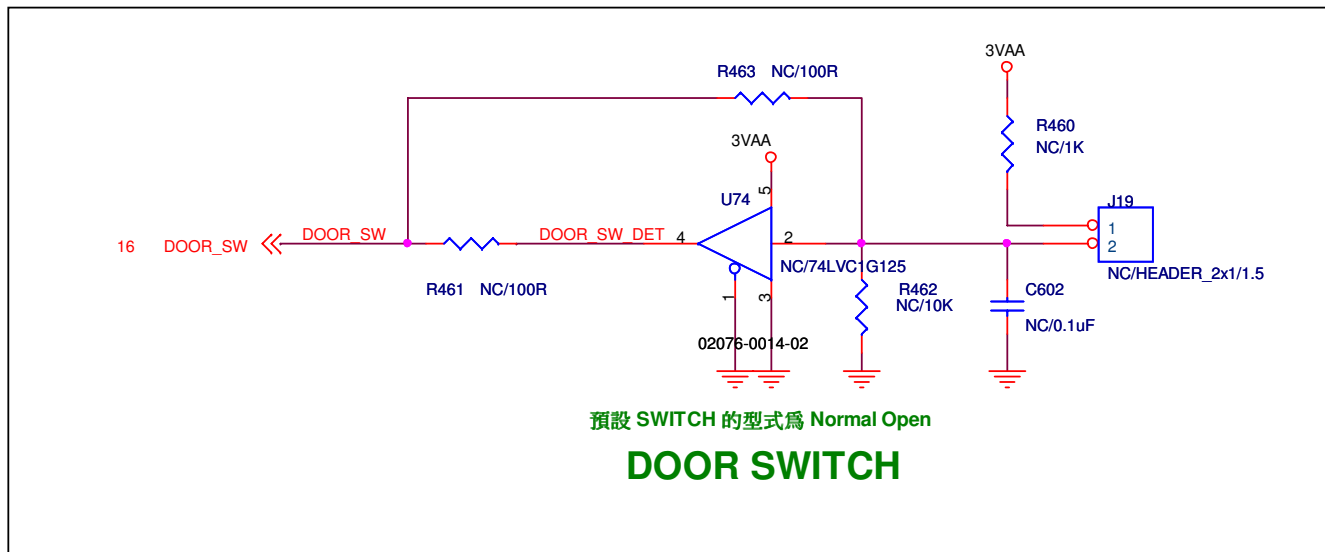 3VAA
R463 NC/100R
R460
NC/1K
3VAA
5
U74
J19
1
2
16 DOOR_SW
DOOR_SW
DOOR_SW_DET
4
2
NC/74LVC1G125
NC/HEADER_2x1/1.5
R461 NC/100R
1
3
R462
NC/10K
C602
NC/0.1uF
02076-0014-02
預設 SWITCH 的型式爲 Normal Open
DOOR SWITCH